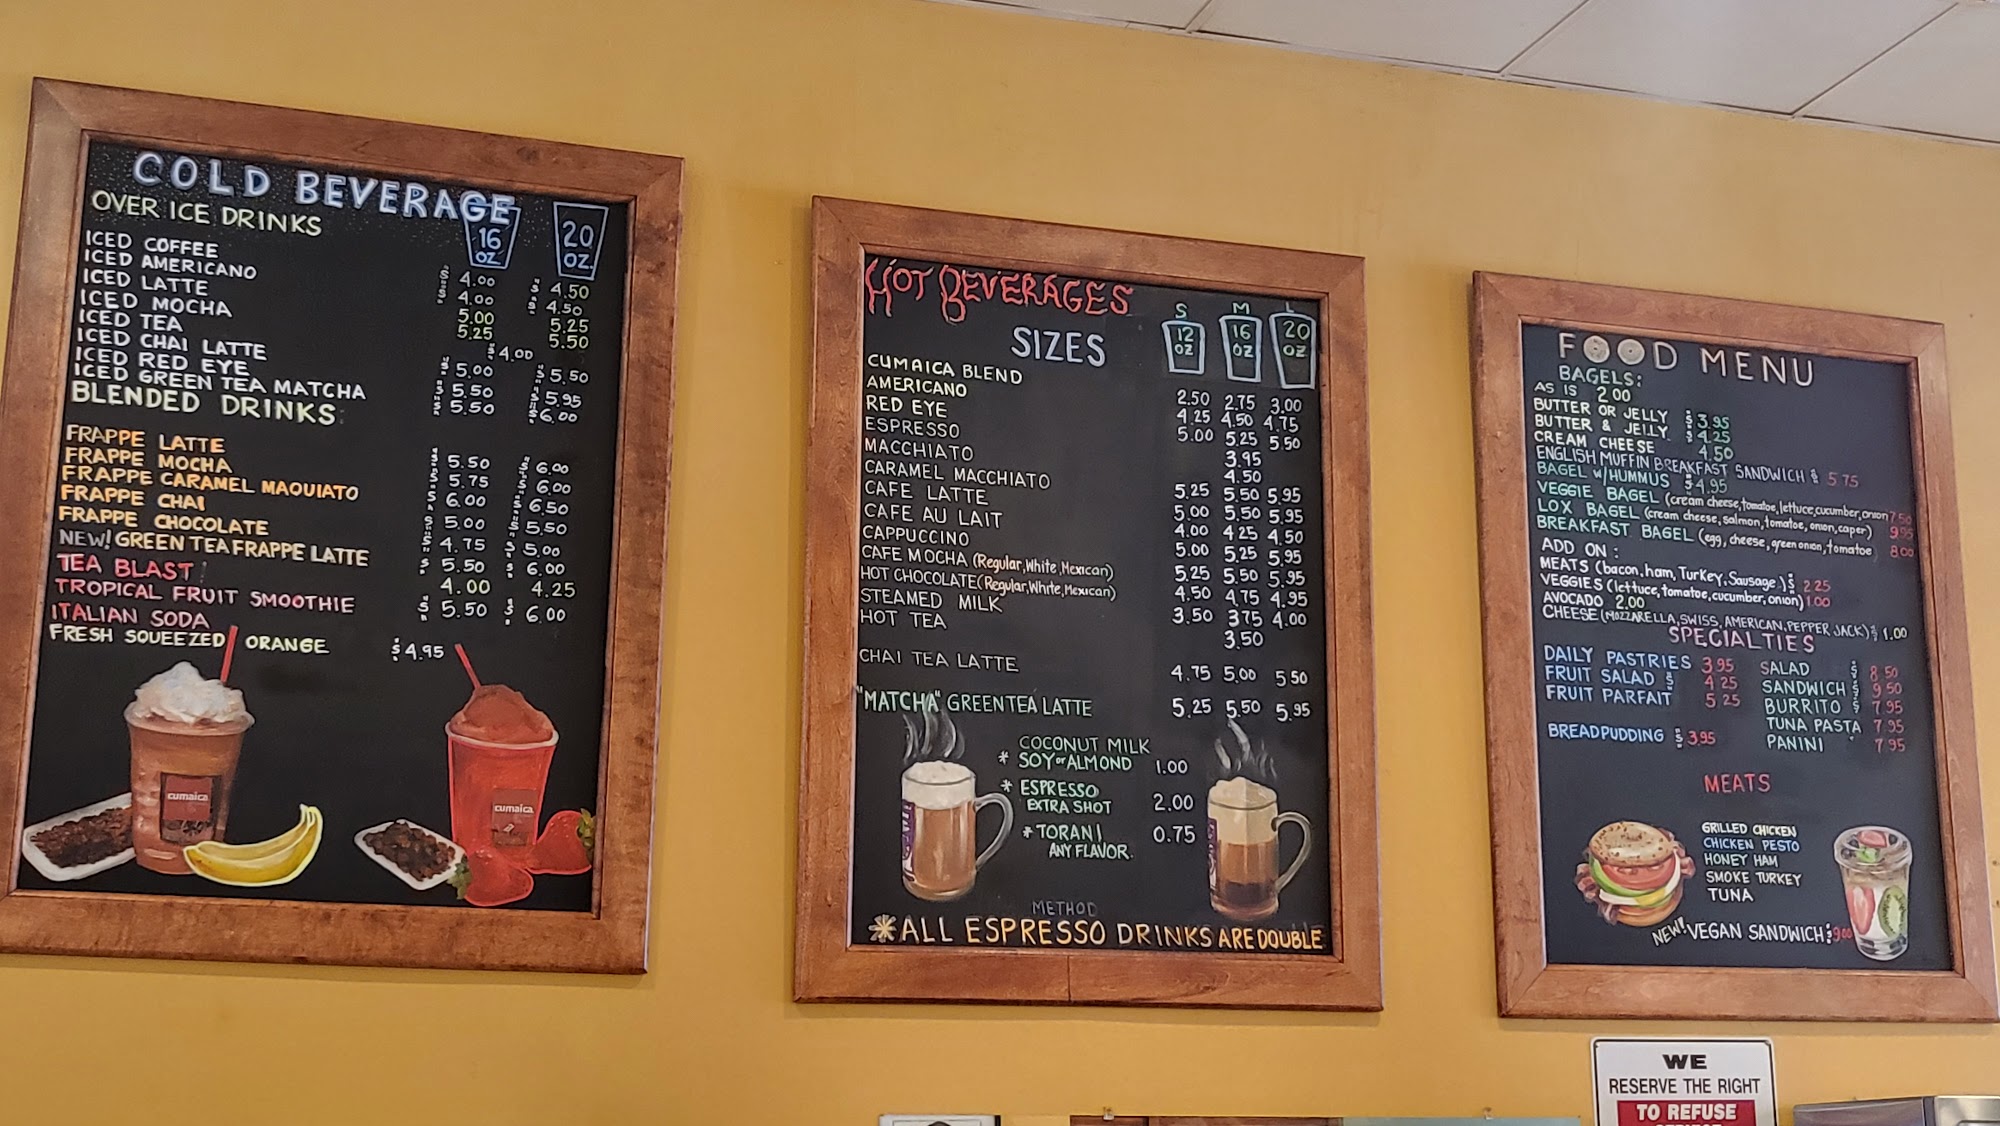 COLD BEVERAGE
OVER ICE DRINKS
16 OZ.
20 OZ.
ICED COFFEE $ 4.00 $ 4.50
ICED AMERICANO $ 4.00 $ 4.50
ICED LATTE 5.00 5.25
ICED MOCHA 5.25 5.50
ICED TEA $ 4.00
ICED CHAI LATTE $ 5.00 $ 5.50
ICED RED EYE $ 5.50 $ 5.95
ICED GREEN TEA MATCHA $ 5.50 $ 6.00
BLENDED DRINKS
FRAPPE LATTE $ 5.50 $ 6.00
FRAPPE MOCHA $ 5.75 $ 6.00
FRAPPE CARAMEL MAQUIATO $ 6.00 $ 6.50
FRAPPE CHAI $ 5.00 $ 5.50
FRAPPE CHOCOLATE $ 4.75 $ 5.00
NEW! GREEN TEA FRAPPE LATTE $ 5.50 $ 6.00
TEA BLAST 4.00 4.25
TROPICAL FRUIT SMOOTHIE $ 5.50 $ 6.00
ITALIAN SODA
FRESH SQUEEZED ORANGE $ 4.95
cumaica
cumaica
HOT BEVERAGES
SIZES
S M L
12 OZ 16 OZ 20 OZ
CUMAICA BLEND 2.50 2.75 3.00
AMERICANO 4.25 4.50 4.75
RED EYE 5.00 5.25 5.50
ESPRESSO 3.95
MACCHIATO 4.50
CARAMEL MACCHIATO 5.25 5.50 5.95
CAFE LATTE 5.00 5.50 5.95
CAFE AU LAIT 4.00 4.25 4.50
CAPPUCCINO 5.00 5.25 5.95
CAFE MOCHA (Regular, White, Mexican) 5.25 5.50 5.95
HOT CHOCOLATE (Regular, White, Mexican) 4.50 4.75 4.95
STEAMED MILK 3.50 3.75 4.00
HOT TEA 3.50
CHAI TEA LATTE 4.75 5.00 5.50
"MATCHA" GREEN TEA LATTE 5.25 5.50 5.95
COCONUT MILK
* SOY or ALMOND 1.00
* ESPRESSO
EXTRA SHOT 2.00
* TORANI 0.75
ANY FLAVOR.
METHOD
*ALL ESPRESSO DRINKS ARE DOUBLE
FOOD MENU
BAGELS:
AS IS 2.00
BUTTER OR JELLY $ 3.95
BUTTER & JELLY $ 4.25
CREAM CHEESE 4.50
ENGLISH MUFFIN BREAKFAST SANDWICH $ 5.75
BAGEL w/HUMMUS $ 4.95
VEGGIE BAGEL (cream cheese, tomatoe, lettuce, cucumber, onion 7.50
LOX BAGEL (cream cheese, salmon, tomatoe, onion, caper) 9.95
BREAKFAST BAGEL (egg, cheese, green onion, tomatoe 8.00
ADD ON:
MEATS (bacon, ham, Turkey, Sausage) $ 2.25
VEGGIES (lettuce, tomatoe, cucumber, onion) 1.00
AVOCADO 2.00
CHEESE (MOZZARELLA, SWISS, AMERICAN, PEPPER JACK) $ 1.00
SPECIALTIES
DAILY PASTRIES 3.95
FRUIT SALAD $ 4.25
FRUIT PARFAIT 5.25
BREADPUDDING $ 3.95
SALAD $ 8.50
SANDWICH $ 9.50
BURRITO $ 7.95
TUNA PASTA 7.95
PANINI 7.95
MEATS
GRILLED CHICKEN
CHICKEN PESTO
HONEY HAM
SMOKE TURKEY
TUNA
NEW! VEGAN SANDWICH $ 9.00
WE
RESERVE THE RIGHT
TO REFUSE